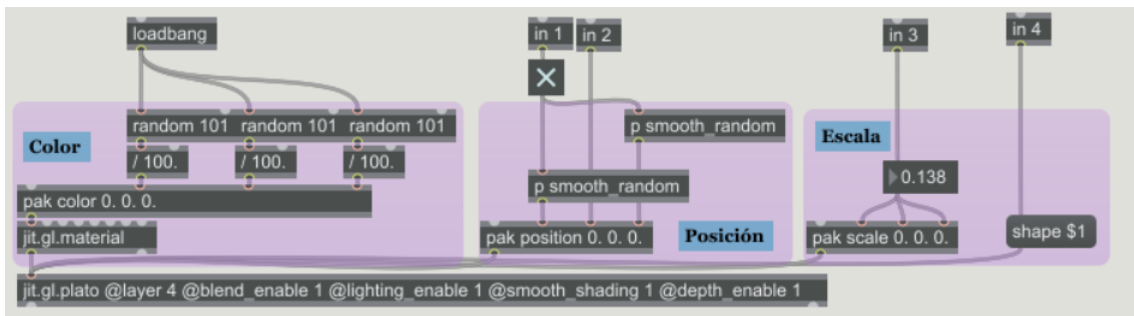 loadbang
in 1
in 2
in 3
in 4
random 101
random 101
random 101
p smooth_random
Color
Escala
/ 100.
/ 100.
/ 100.
p smooth_random
0.138
pak color 0. 0. 0.
jit.gl.material
pak position 0. 0. 0.
Posición
pak scale 0. 0. 0.
shape $1
jit.gl.plato @layer 4 @blend_enable 1 @lighting_enable 1 @smooth_shading 1 @depth_enable 1